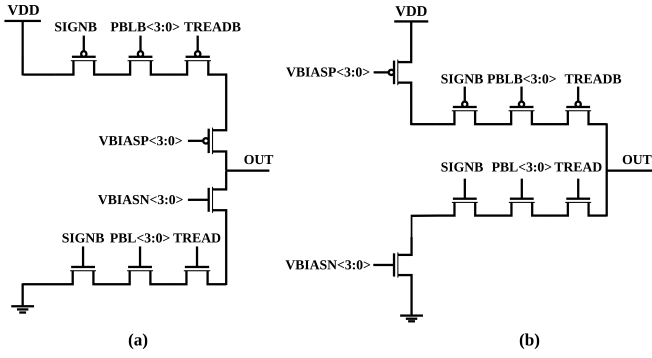 VDD
SIGNB PBLB<3:0> TREADB
VBIASP<3:0>
OUT
VBIASN<3:0>
SIGNB PBL<3:0> TREAD
(a)
VDD
VBIASP<3:0>
SIGNB PBLB<3:0> TREADB
OUT
SIGNB PBL<3:0> TREAD
VBIASN<3:0>
(b)